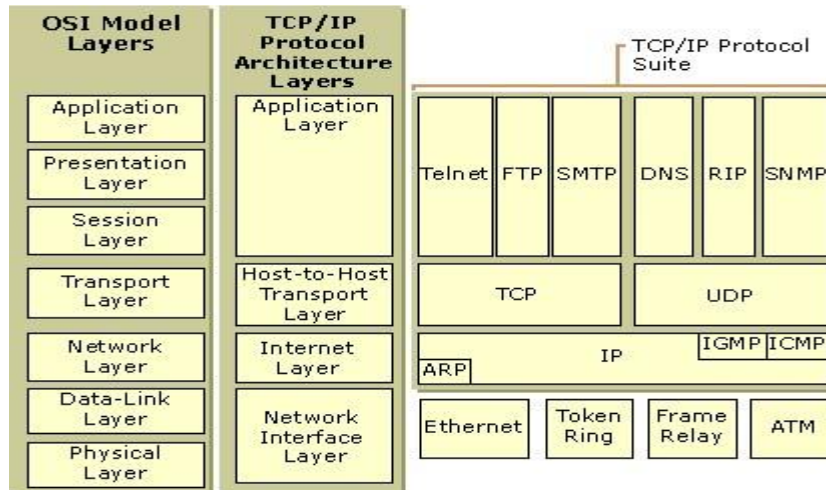 OSI Model
Layers
Application
Layer
Presentation
Layer
Session
Layer
Transport
Layer
Network
Layer
Data-Link
Layer
Physical
Layer
TCP/IP
Protocol
Architecture
Layers
Application
Layer
Host-to-Host
Transport
Layer
Internet
Layer
Network
Interface
Layer
TCP/IP Protocol
Suite
Telnet FTP SMTP DNS RIP SNMP
TCP UDP
IP IGMP ICMP
ARP
Ethernet
Token
Ring
Frame
Relay
ATM